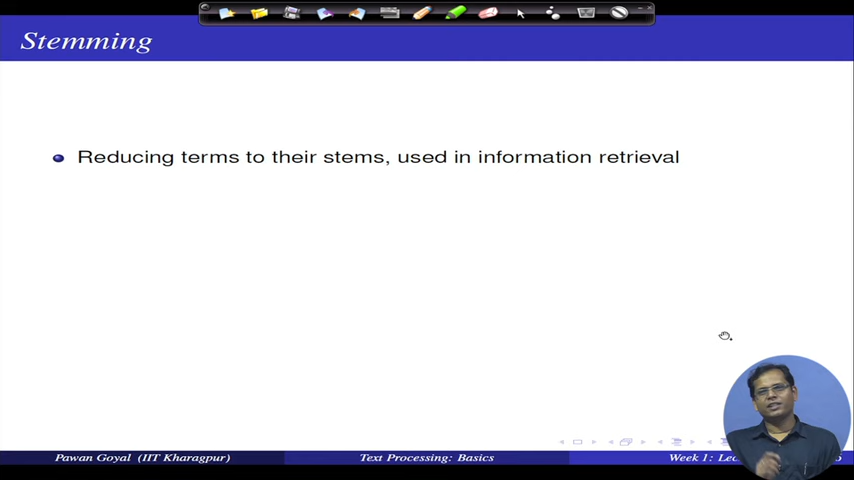 Stemming
Reducing terms to their stems, used in information retrieval
Pawan Goyal (IIT Kharagpur)
Text Processing: Basics
Week 1: